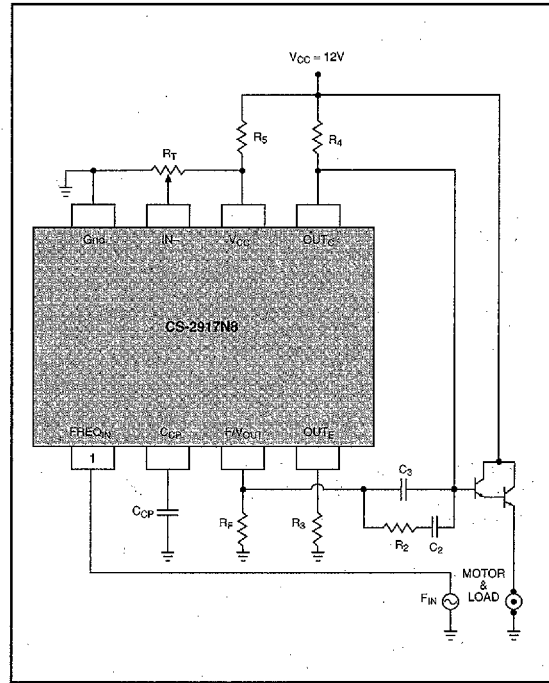 V_CC = 12V
R_5
R_4
R_T
Gnd
IN–
V_CC
OUT_C
CS-2917N8
FREQ_IN
C_CP
F/V_OUT
OUT_E
1
C_CP
R_F
R_3
C_3
R_2
C_2
F_IN
MOTOR
&
LOAD